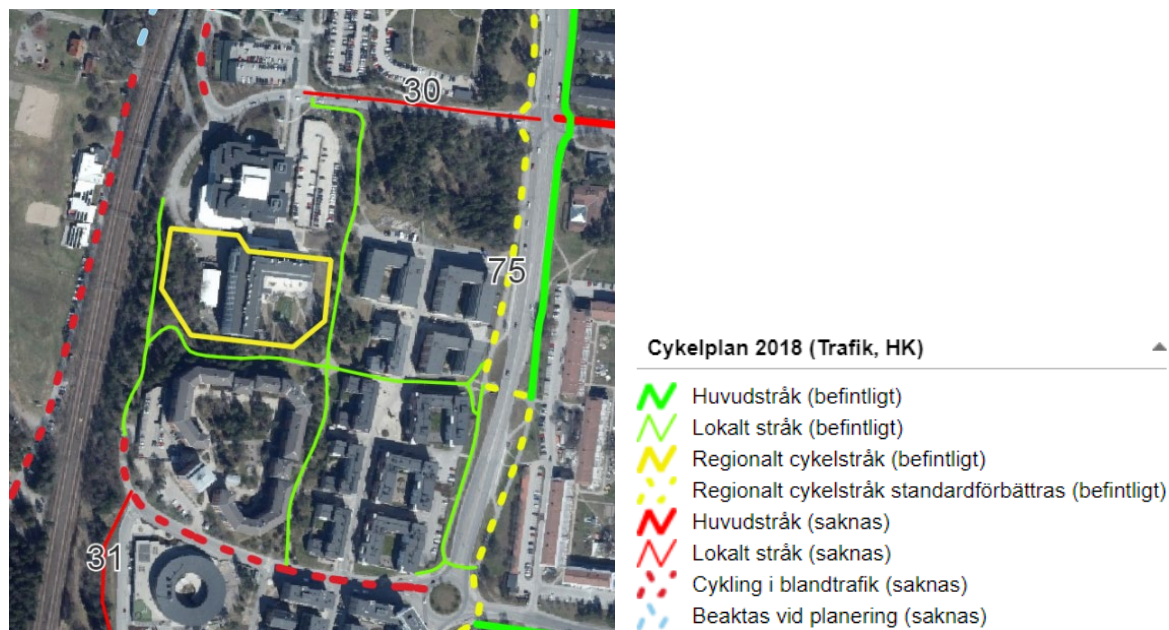 30
75
31
Cykelplan 2018 (Trafik, HK)
Huvudstråk (befintligt)
Lokalt stråk (befintligt)
Regionalt cykelstråk (befintligt)
Regionalt cykelstråk standardförbättras (befintligt)
Huvudstråk (saknas)
Lokalt stråk (saknas)
Cykling i blandtrafik (saknas)
Beaktas vid planering (saknas)